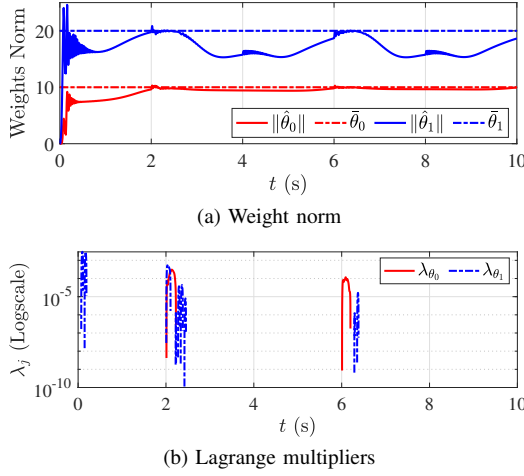 Weights Norm
20
10
0
‖θ̂₀‖ θ̄₀ ‖θ̂₁‖ θ̄₁
0 2 4 6 8 10
t (s)
(a) Weight norm
λⱼ (Logscale)
10⁻⁵
10⁻¹⁰
λ_θ₀ λ_θ₁
0 2 4 6 8 10
t (s)
(b) Lagrange multipliers